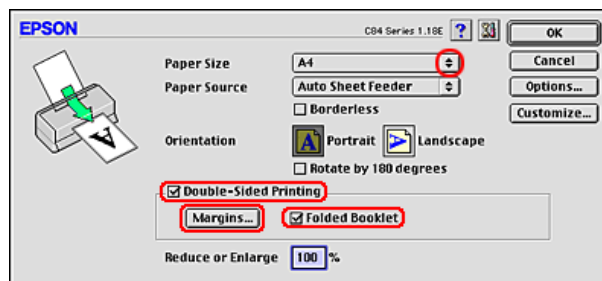 EPSON
C84 Series 1.18E
OK
Paper Size A4
Cancel
Paper Source Auto Sheet Feeder
Options...
Borderless
Customize...
Orientation A Portrait A Landscape
Rotate by 180 degrees
Double-Sided Printing
Margins... Folded Booklet
Reduce or Enlarge 100 %
A
?